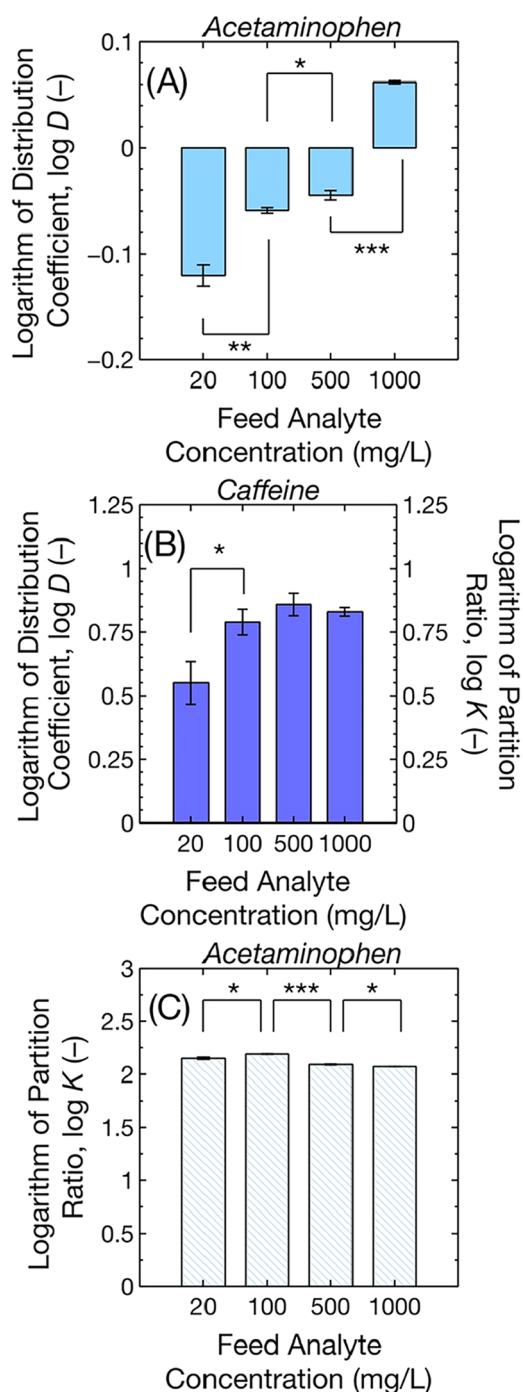 Acetaminophen
(A)
Logarithm of Distribution
Coefficient, log D (–)
0.1
0
−0.1
−0.2
*
**
***
20 100 500 1000
Feed Analyte
Concentration (mg/L)
Caffeine
(B)
Logarithm of Distribution
Coefficient, log D (–)
1.25
1
0.75
0.5
0.25
0
*
1.25
1
0.75
0.5
0.25
0
Logarithm of Partition
Ratio, log K (–)
20 100 500 1000
Feed Analyte
Concentration (mg/L)
Acetaminophen
(C)
Logarithm of Partition
Ratio, log K (–)
3
2.5
2
1.5
1
0.5
0
* *** *
20 100 500 1000
Feed Analyte
Concentration (mg/L)